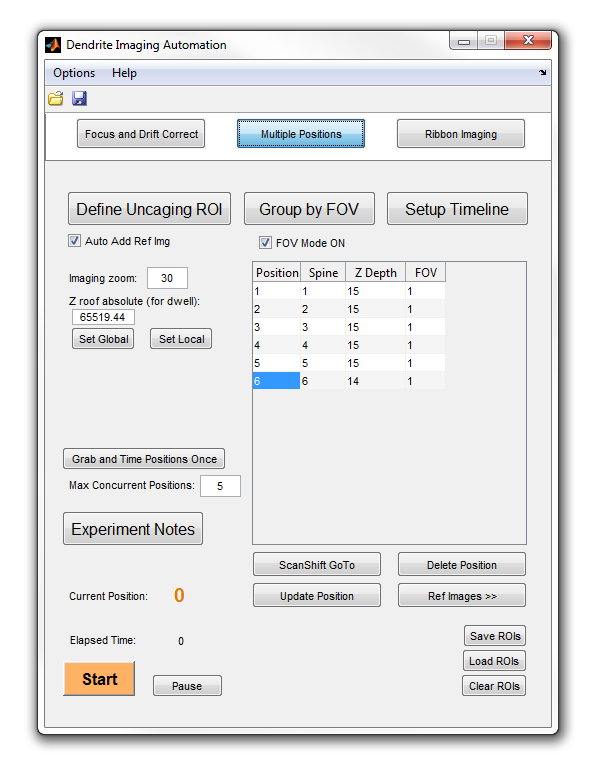 Dendrite Imaging Automation
Options Help
Focus and Drift Correct Multiple Positions Ribbon Imaging
Define Uncaging ROI Group by FOV Setup Timeline
Auto Add Ref Img FOV Mode ON
Imaging zoom: 30
Z roof absolute (for dwell):
65519.44
Set Global Set Local
Position Spine Z Depth FOV
1 1 15 1
2 2 15 1
3 3 15 1
4 4 15 1
5 5 15 1
6 6 14 1
Grab and Time Positions Once
Max Concurrent Positions: 5
Experiment Notes
ScanShift GoTo Delete Position
Update Position Ref Images >>
Current Position: 0
Elapsed Time: 0
Start Pause
Save ROIs
Load ROIs
Clear ROIs